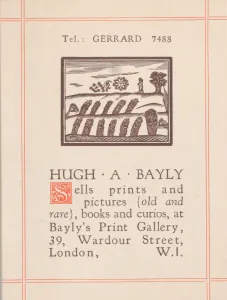 Tel.: GERRARD 7488
HUGH · A · BAYLY
Sells prints and
pictures {old and
rare}, books and curios, at
Bayly's Print Gallery,
39, Wardour Street,
London, W.1.